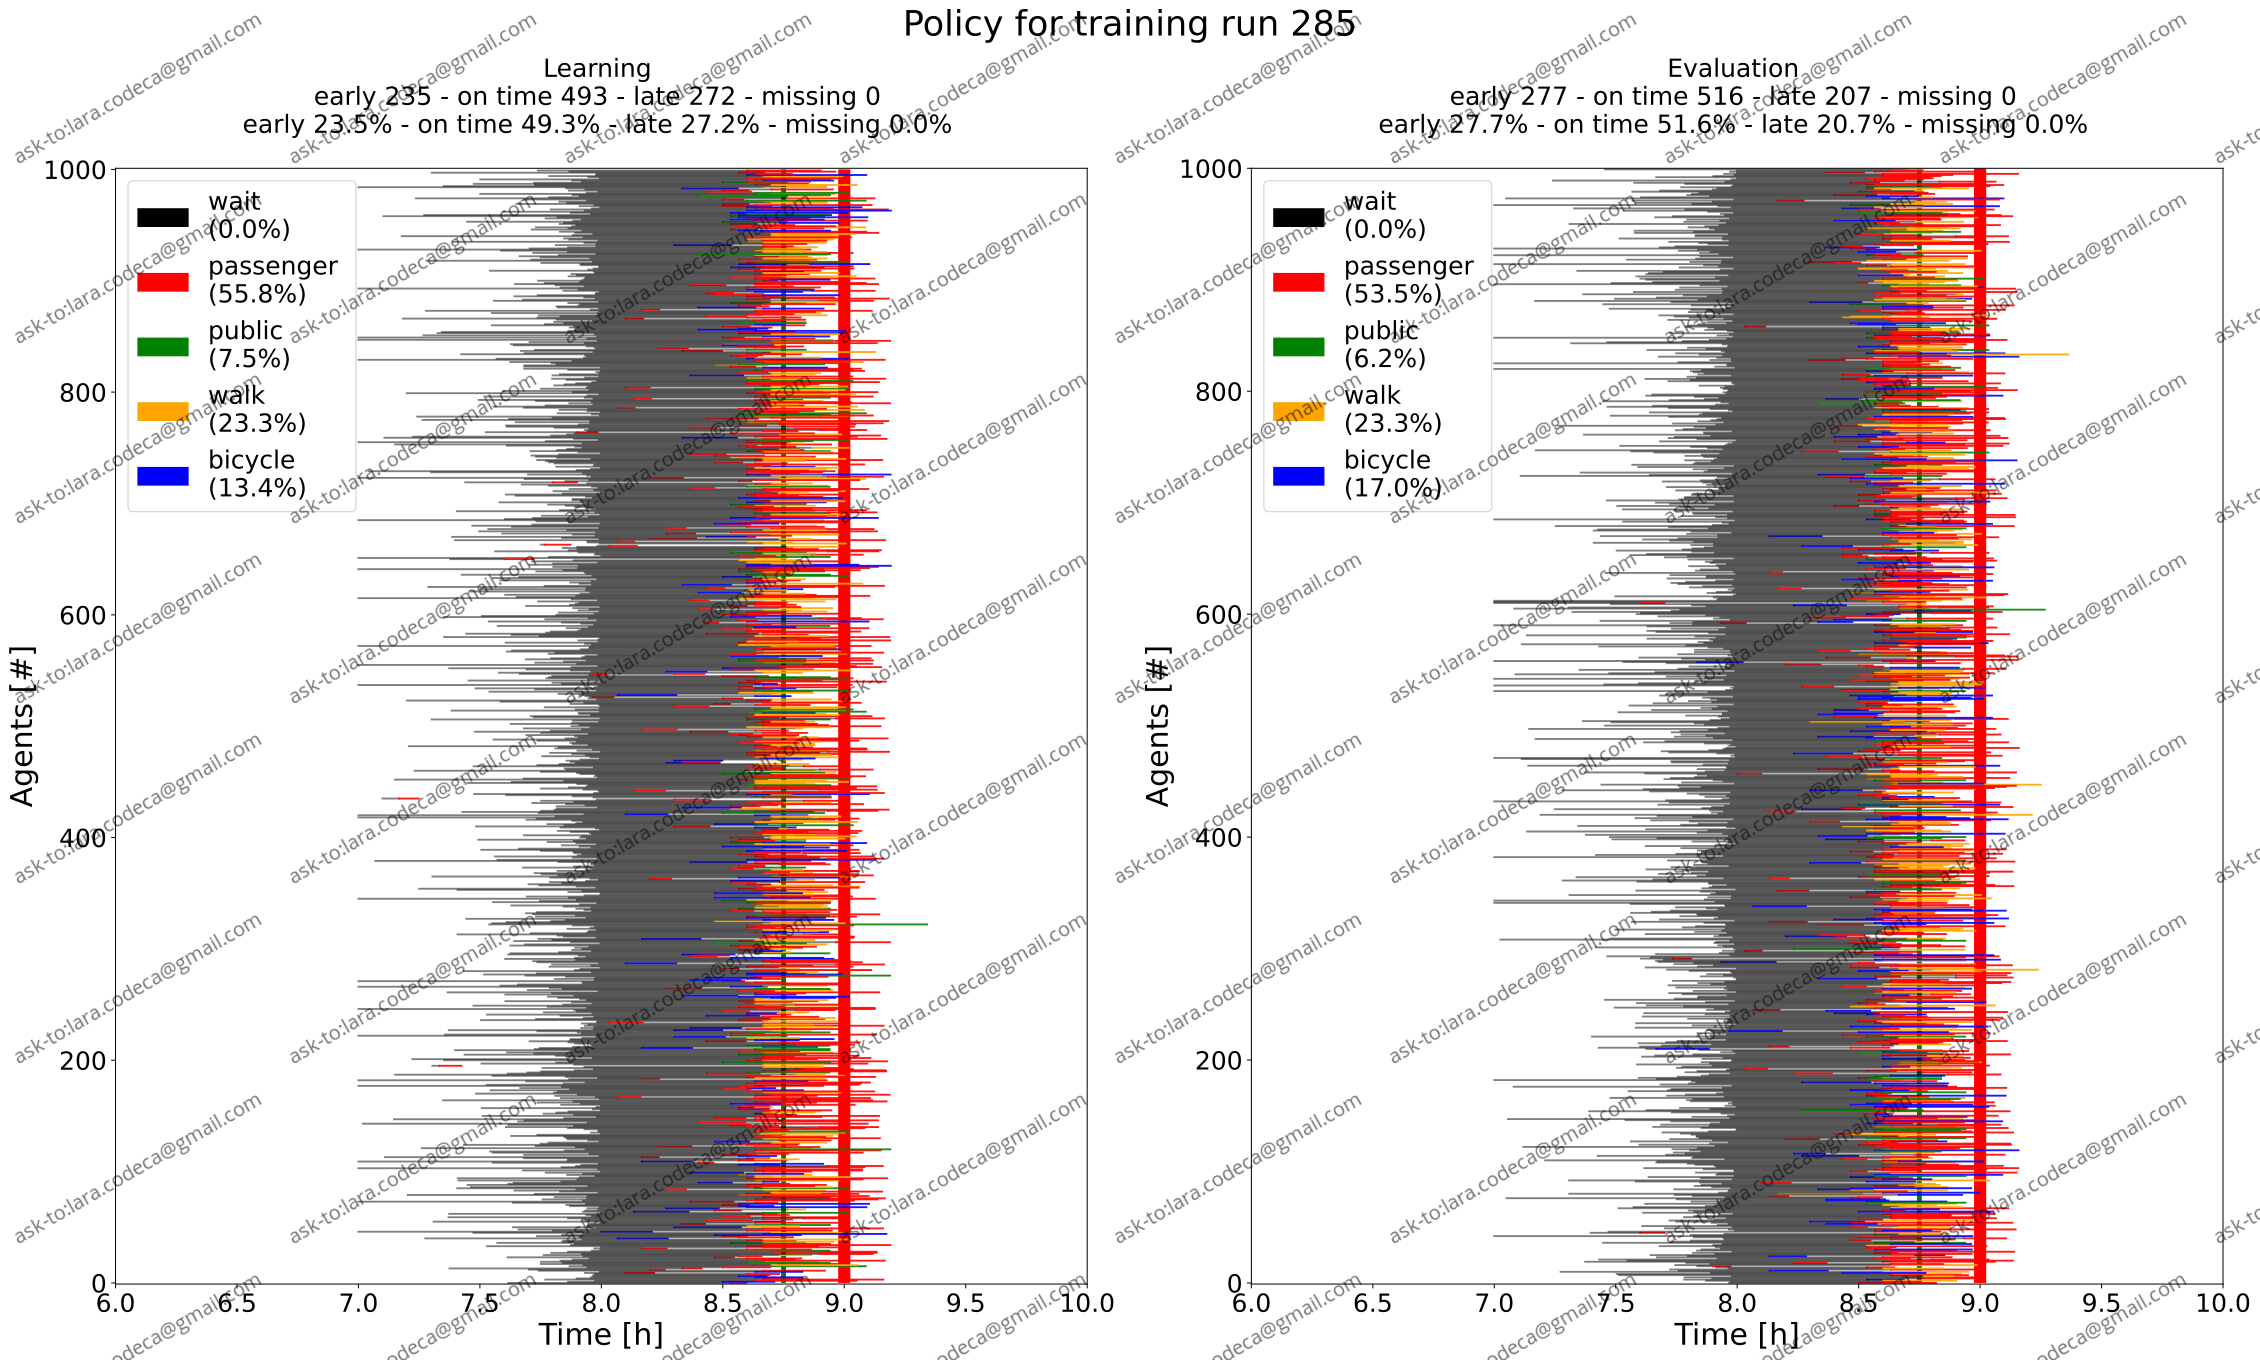 Policy for training run 285
Learning
early 235 - on time 493 - late 272 - missing 0
early 23.5% - on time 49.3% - late 27.2% - missing 0.0%
1000
800
600
400
200
0
Agents [#]
wait
(0.0%)
passenger
(55.8%)
public
(7.5%)
walk
(23.3%)
bicycle
(13.4%)
6.0 6.5 7.0 7.5 8.0 8.5 9.0 9.5 10.0
Time [h]
Evaluation
early 277 - on time 516 - late 207 - missing 0
early 27.7% - on time 51.6% - late 20.7% - missing 0.0%
1000
800
600
400
200
0
Agents [#]
wait
(0.0%)
passenger
(53.5%)
public
(6.2%)
walk
(23.3%)
bicycle
(17.0%)
6.0 6.5 7.0 7.5 8.0 8.5 9.0 9.5 10.0
Time [h]
ask-to:lara.codeca@gmail.com